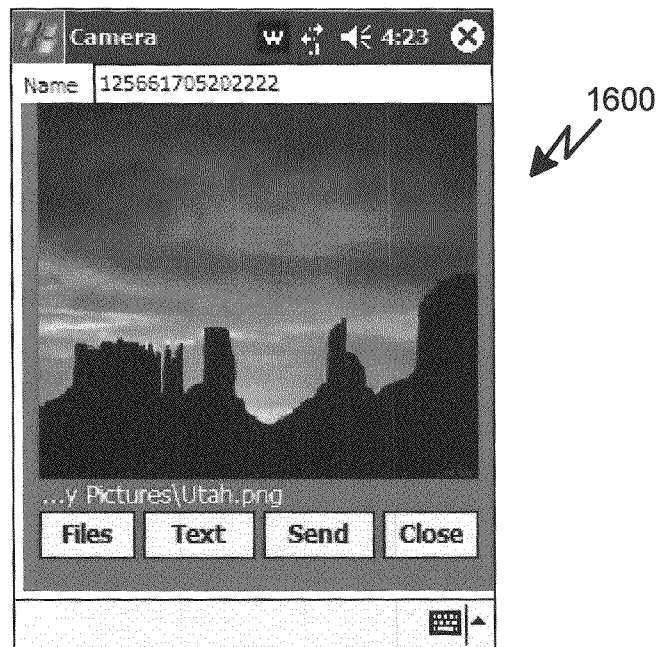 Camera 4:23
Name 125661705202222
1600
...y Pictures\Utah.png
Files Text Send Close